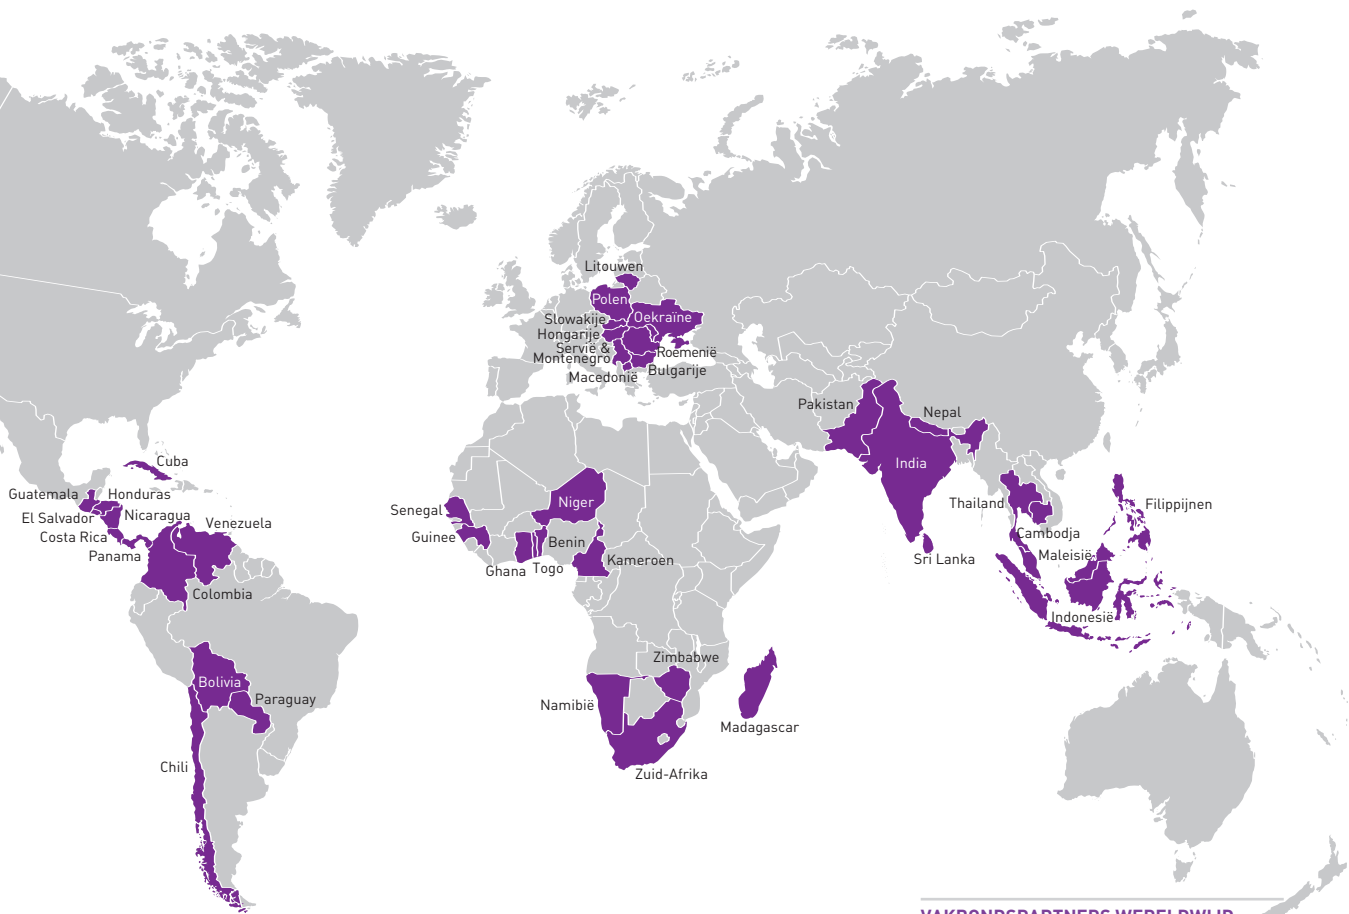 Litouwen
Polen
Slowakije
Oekraïne
Hongarije
Servië &
Montenegro
Roemenië
Macedonië
Bulgarije
Pakistan
Nepal
India
Cuba
Guatemala
Honduras
El Salvador
Nicaragua
Costa Rica
Venezuela
Panama
Colombia
Senegal
Guinee
Niger
Benin
Ghana
Togo
Kameroen
Thailand
Cambodja
Filippijnen
Sri Lanka
Maleisië
Indonesië
Bolivia
Paraguay
Chili
Zimbabwe
Namibië
Madagascar
Zuid-Afrika
VAKBONDSPARTNERS WERELDWIJD